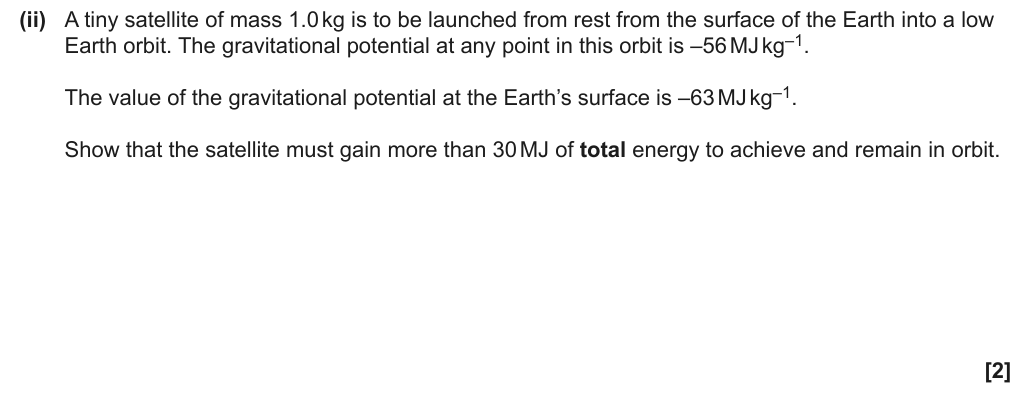 (ii) A tiny satellite of mass 1.0 kg is to be launched from rest from the surface of the Earth into a low
Earth orbit. The gravitational potential at any point in this orbit is –56 MJ kg⁻¹.
The value of the gravitational potential at the Earth's surface is –63 MJ kg⁻¹.
Show that the satellite must gain more than 30 MJ of total energy to achieve and remain in orbit.
[2]